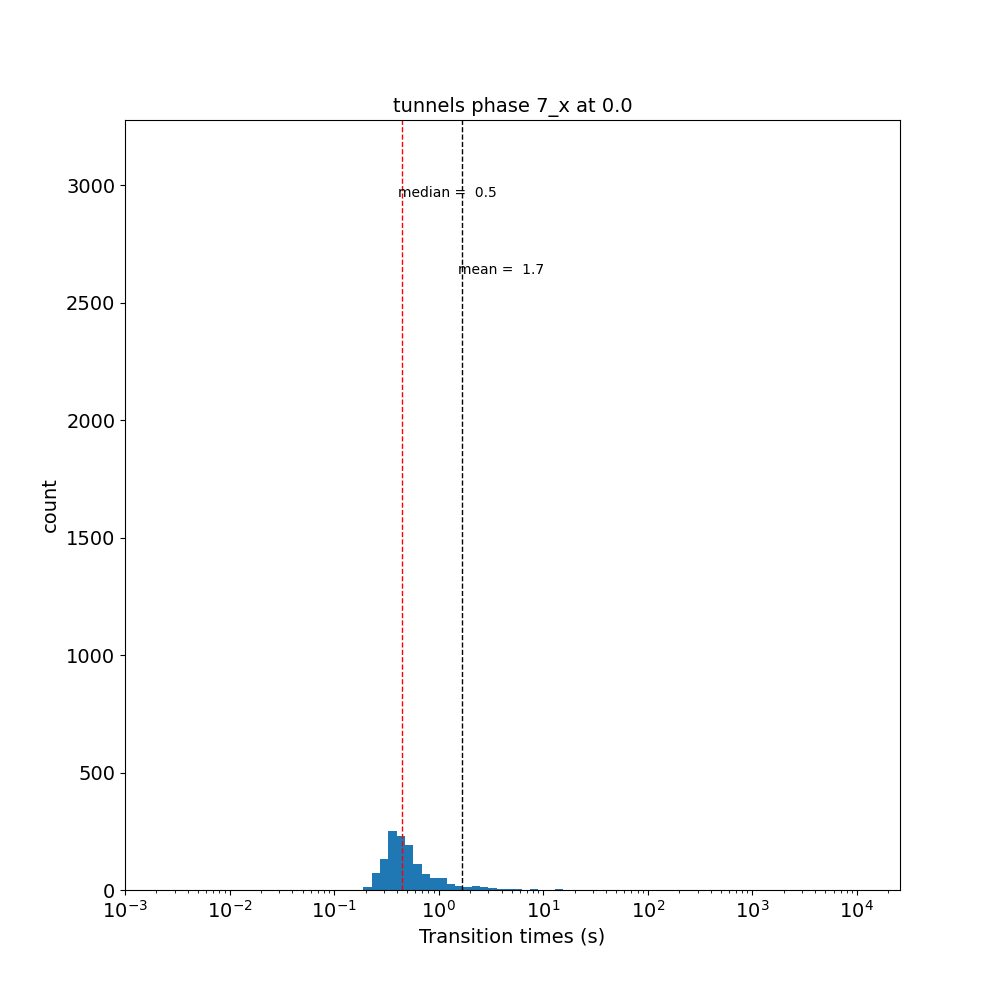 tunnels phase 7_x at 0.0
3000
2500
2000
1500
1000
500
0
count
median =  0.5
mean =  1.7
10⁻³ 10⁻² 10⁻¹ 10⁰ 10¹ 10² 10³ 10⁴
Transition times (s)